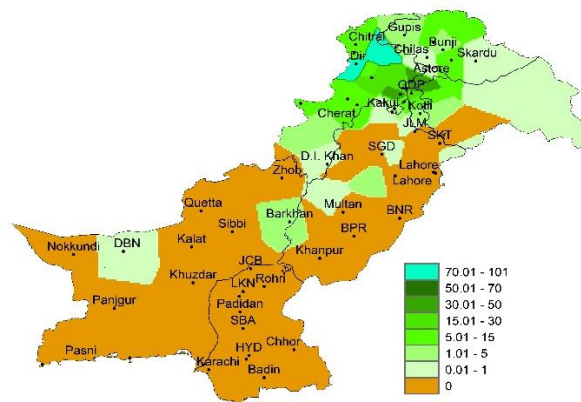 Gupis
Chitral
Bunji
Chilas
Skardu
Dir
Astore
GDP
Kakul
Kotli
Cherat
JLM
SKT
SGD
D.I. Khan
Lahore
Zhob
Lahore
Quetta
Multan
Barkhan
BNR
Sibbi
DBN
Kalat
BPR
Nokkundi
Khanpur
JCB
Khuzdar
Rohri
LKN
Panjgur
Padidan
SBA
HYD
Chhor
Pasni
Karachi
Badin
70.01 - 101
50.01 - 70
30.01 - 50
15.01 - 30
5.01 - 15
1.01 - 5
0.01 - 1
0